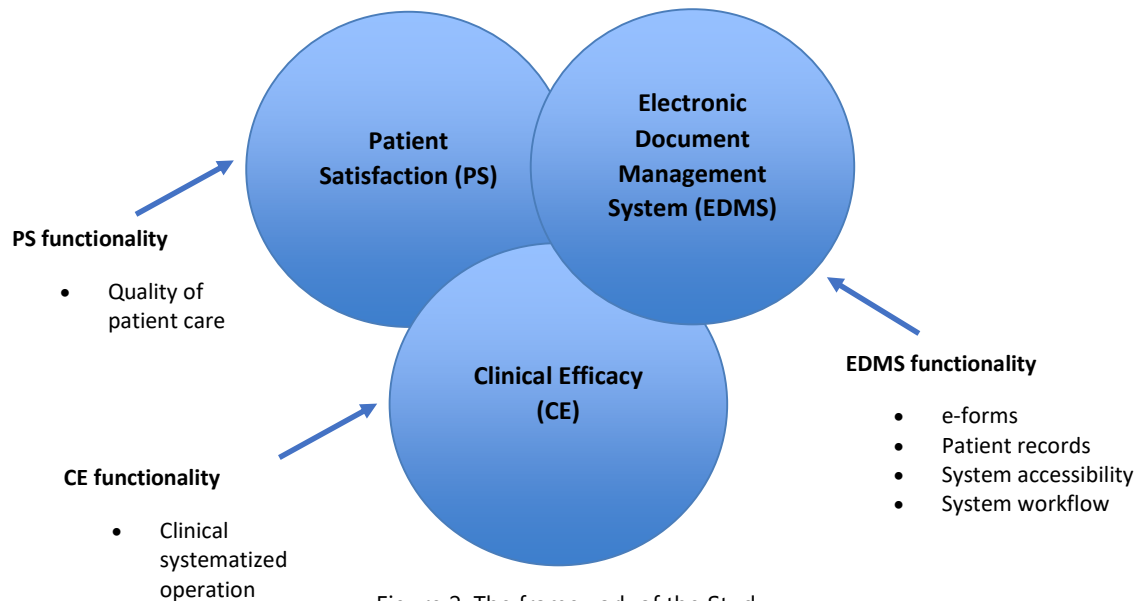 Patient
Satisfaction (PS)
Electronic
Document
Management
System (EDMS)
PS functionality
• Quality of
patient care
Clinical Efficacy
(CE)
EDMS functionality
• e-forms
• Patient records
• System accessibility
• System workflow
CE functionality
• Clinical
systematized
operation